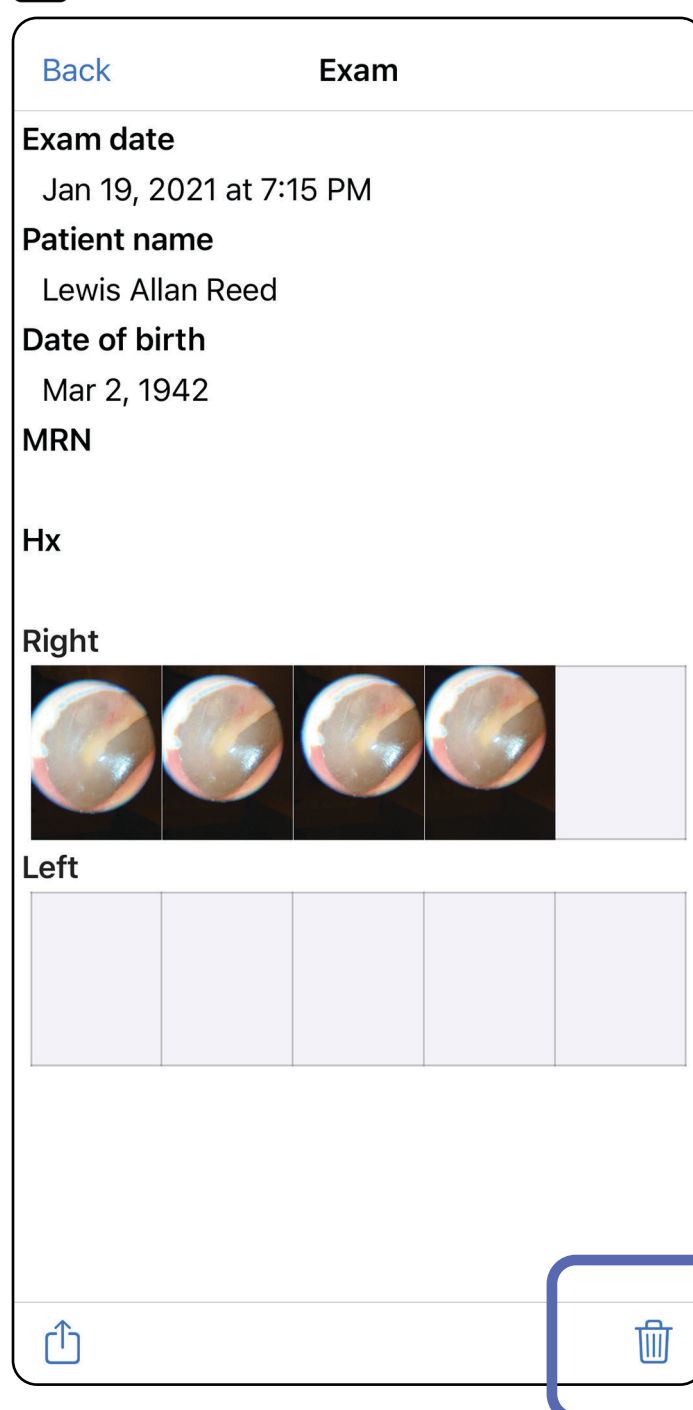 Back
Exam
Exam date
Jan 19, 2021 at 7:15 PM
Patient name
Lewis Allan Reed
Date of birth
Mar 2, 1942
MRN
Hx
Right
Left